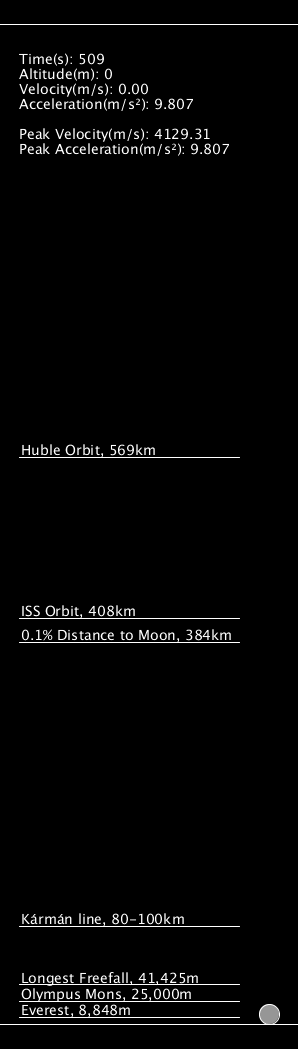 Time(s): 509
Altitude(m): 0
Velocity(m/s): 0.00
Acceleration(m/s²): 9.807
Peak Velocity(m/s): 4129.31
Peak Acceleration(m/s²): 9.807
Huble Orbit, 569km
ISS Orbit, 408km
0.1% Distance to Moon, 384km
Kármán line, 80–100km
Longest Freefall, 41,425m
Olympus Mons, 25,000m
Everest, 8,848m